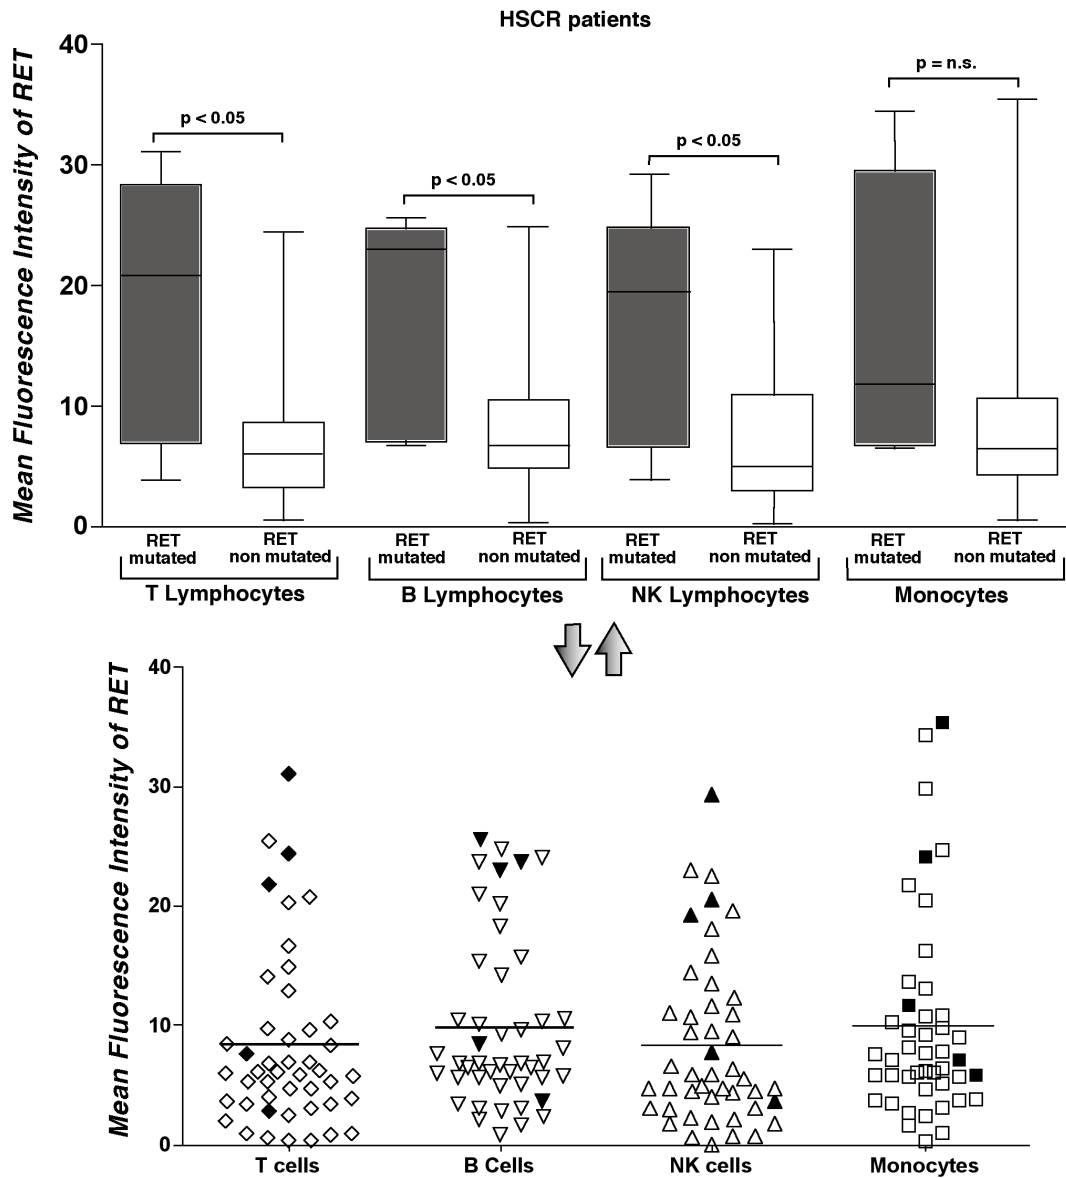 HSCR patients
Mean Fluorescence Intensity of RET
40
30
20
10
0
p < 0.05
p < 0.05
p < 0.05
p = n.s.
RET mutated
RET non mutated
RET mutated
RET non mutated
RET mutated
RET non mutated
RET mutated
RET non mutated
T Lymphocytes
B Lymphocytes
NK Lymphocytes
Monocytes
Mean Fluorescence Intensity of RET
40
30
20
10
0
T cells
B Cells
NK cells
Monocytes